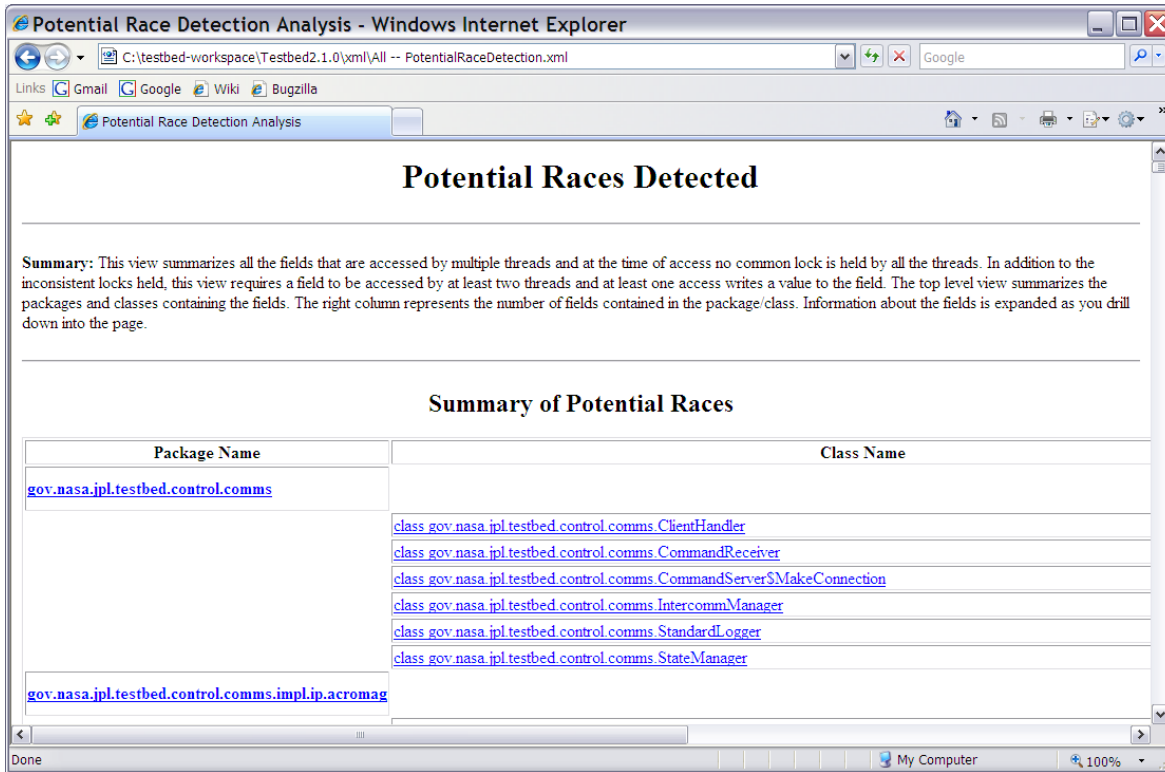 Potential Race Detection Analysis - Windows Internet Explorer
C:\testbed-workspace\Testbed2.1.0\xml\All -- PotentialRaceDetection.xml
Google
Links Gmail Google Wiki Bugzilla
Potential Race Detection Analysis
Potential Races Detected
Summary: This view summarizes all the fields that are accessed by multiple threads and at the time of access no common lock is held by all the threads. In addition to the
inconsistent locks held, this view requires a field to be accessed by at least two threads and at least one access writes a value to the field. The top level view summarizes the
packages and classes containing the fields. The right column represents the number of fields contained in the package/class. Information about the fields is expanded as you drill
down into the page.
Summary of Potential Races
Package Name Class Name
gov.nasa.jpl.testbed.control.comms
class gov.nasa.jpl.testbed.control.comms.ClientHandler
class gov.nasa.jpl.testbed.control.comms.CommandReceiver
class gov.nasa.jpl.testbed.control.comms.CommandServer$MakeConnection
class gov.nasa.jpl.testbed.control.comms.IntercommManager
class gov.nasa.jpl.testbed.control.comms.StandardLogger
class gov.nasa.jpl.testbed.control.comms.StateManager
gov.nasa.jpl.testbed.control.comms.impl.ip.acromag
Done My Computer 100%